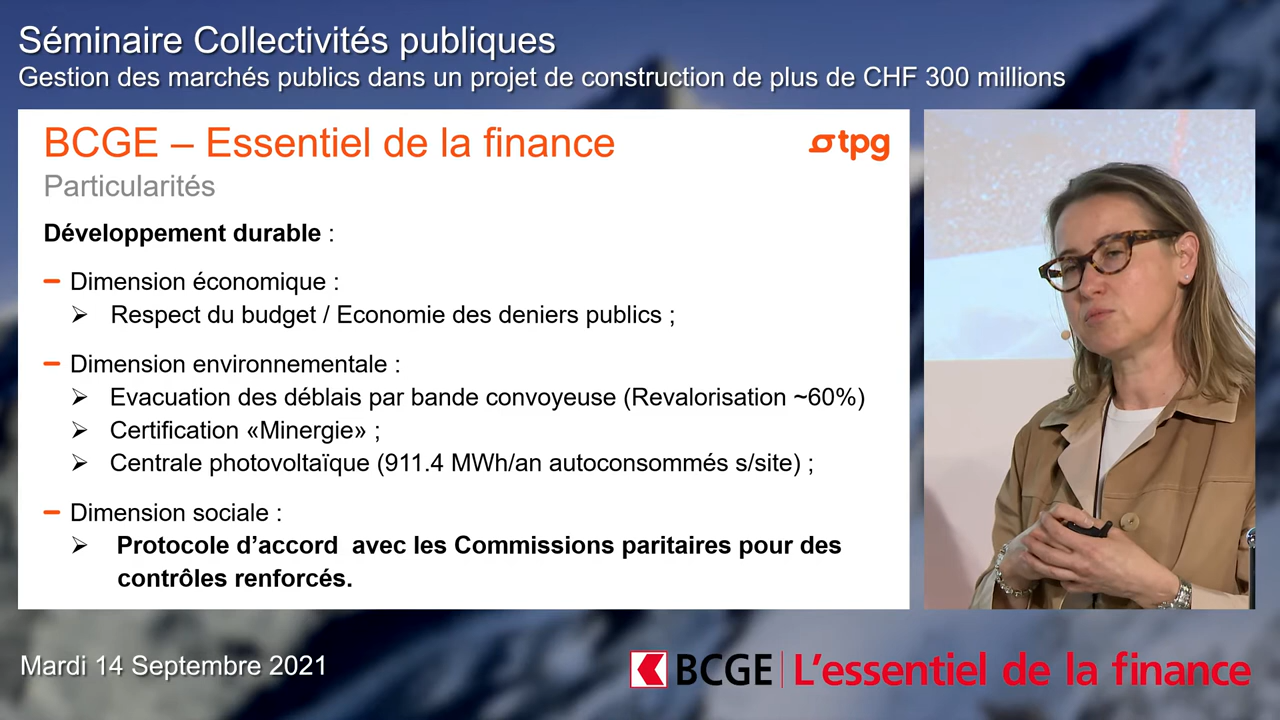 Séminaire Collectivités publiques
Gestion des marchés publics dans un projet de construction de plus de CHF 300 millions
BCGE – Essentiel de la finance
tpg
Particularités
Développement durable :
Dimension économique :
Respect du budget / Economie des deniers publics ;
Dimension environnementale :
Evacuation des déblais par bande convoyeuse (Revalorisation ~60%)
Certification «Minergie» ;
Centrale photovoltaïque (911.4 MWh/an autoconsommés s/site) ;
Dimension sociale :
Protocole d’accord avec les Commissions paritaires pour des
contrôles renforcés.
Mardi 14 Septembre 2021
BCGE | L’essentiel de la finance